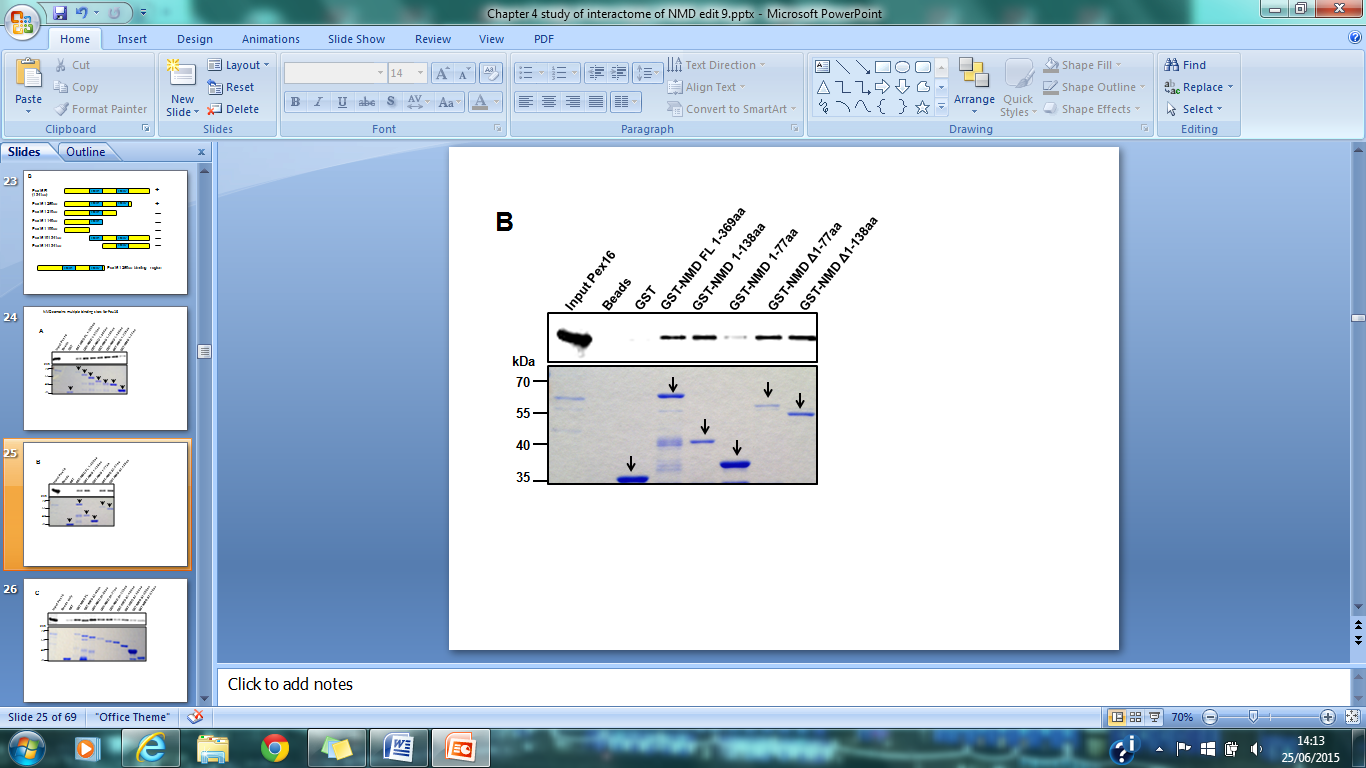 Chapter 4 study of interactome of NMD edit 9.pptx - Microsoft PowerPoint
Home Insert Design Animations Slide Show Review View PDF
Paste
Cut
Copy
Format Painter
Clipboard
New Slide
Layout
Reset
Delete
Slides
14
B I U abc S AV Aa A
Font
Paragraph
Text Direction
Align Text
Convert to SmartArt
Arrange
Quick Styles
Shape Fill
Shape Outline
Shape Effects
Drawing
Find
Replace
Select
Editing
Slides Outline x
23
B
24
A
25
B
26
C
B
Input Pex16
Beads
GST
GST-NMD FL 1-369aa
GST-NMD 1-138aa
GST-NMD 1-77aa
GST-NMD Δ1-77aa
GST-NMD Δ1-138aa
kDa
70
55
40
35
Click to add notes
Slide 25 of 69 "Office Theme" 70%
14:13
25/06/2015